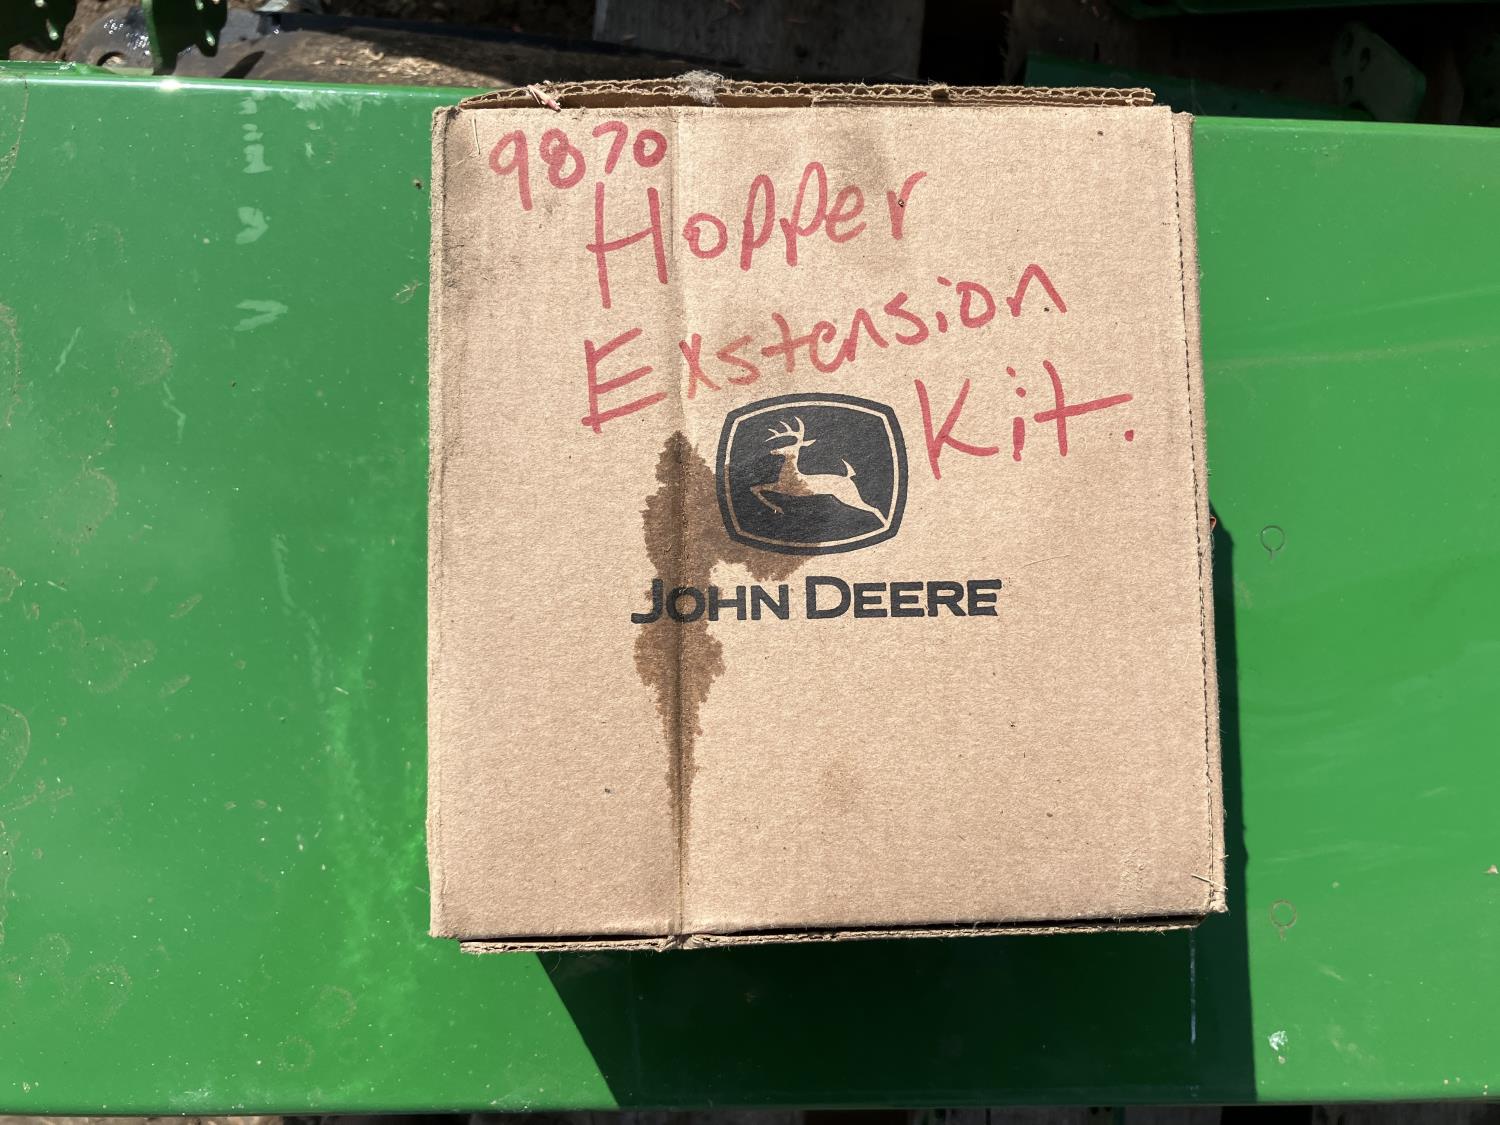 9870
Hopper
Exstension
Kit.
JOHN DEERE